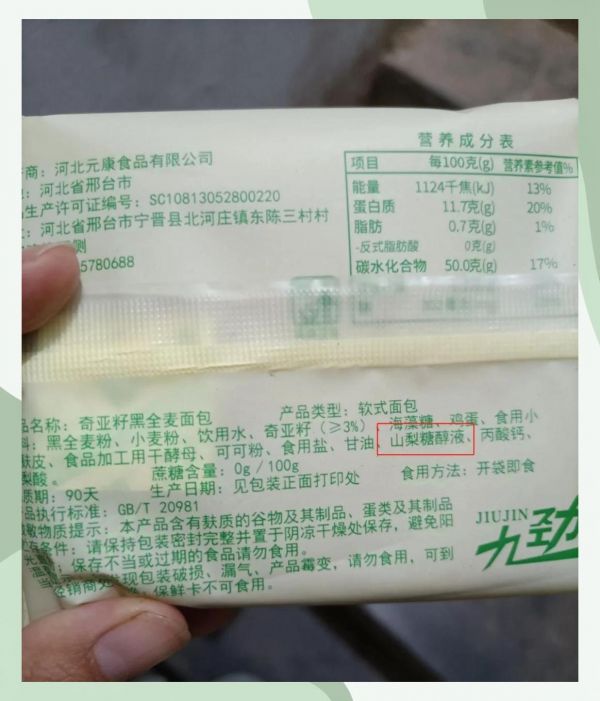 营养成分表
商: 河北元康食品有限公司
项目 每100克(g) 营养素参考值%
: 河北省邢台市
能量 1124千焦(kJ) 13%
生产许可证编号: SC10813052800220
蛋白质 11.7克(g) 20%
: 河北省邢台市宁晋县北河庄镇东陈三村村
脂肪 0.7克(g) 1%
测
-反式脂肪酸 0克(g)
5780688
碳水化合物 50.0克(g) 17%
名称: 奇亚籽黑全麦面包 产品类型: 软式面包
: 黑全麦粉、小麦粉、饮用水、奇亚籽(≥3%)、海藻糖、鸡蛋、食用小
麸皮、食品加工用干酵母、可可粉、食用盐、甘油、山梨糖醇液、丙酸钙、
梨酸。 蔗糖含量: 0g/100g 食用方法: 开袋即食
质期: 90天 生产日期: 见包装正面打印处
品执行标准: GB/T 20981
敏物质提示: 本产品含有麸质的谷物及其制品、蛋类及其制品
条件: 请保持包装密封完整并置于阴凉干燥处保存,避免阳
保存不当或过期的食品请勿食用。
发现包装破损、漏气、产品霉变,请勿食用,可到
经销商 保鲜卡不可食用。
JIUJIN
九劲